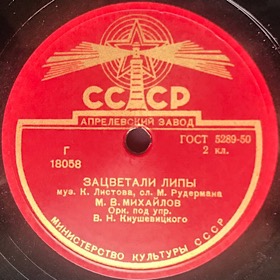 СССР
АПРЕЛЕВСКИЙ ЗАВОД
ГОСТ 5289-50
2 кл.
Г
18058
ЗАЦВЕТАЛИ ЛИПЫ
муз. К. Листова, сл. М. Рудермана
М. В. МИХАЙЛОВ
Орк. под упр.
В. Н. Кнушевицкого
МИНИСТЕРСТВО КУЛЬТУРЫ СССР